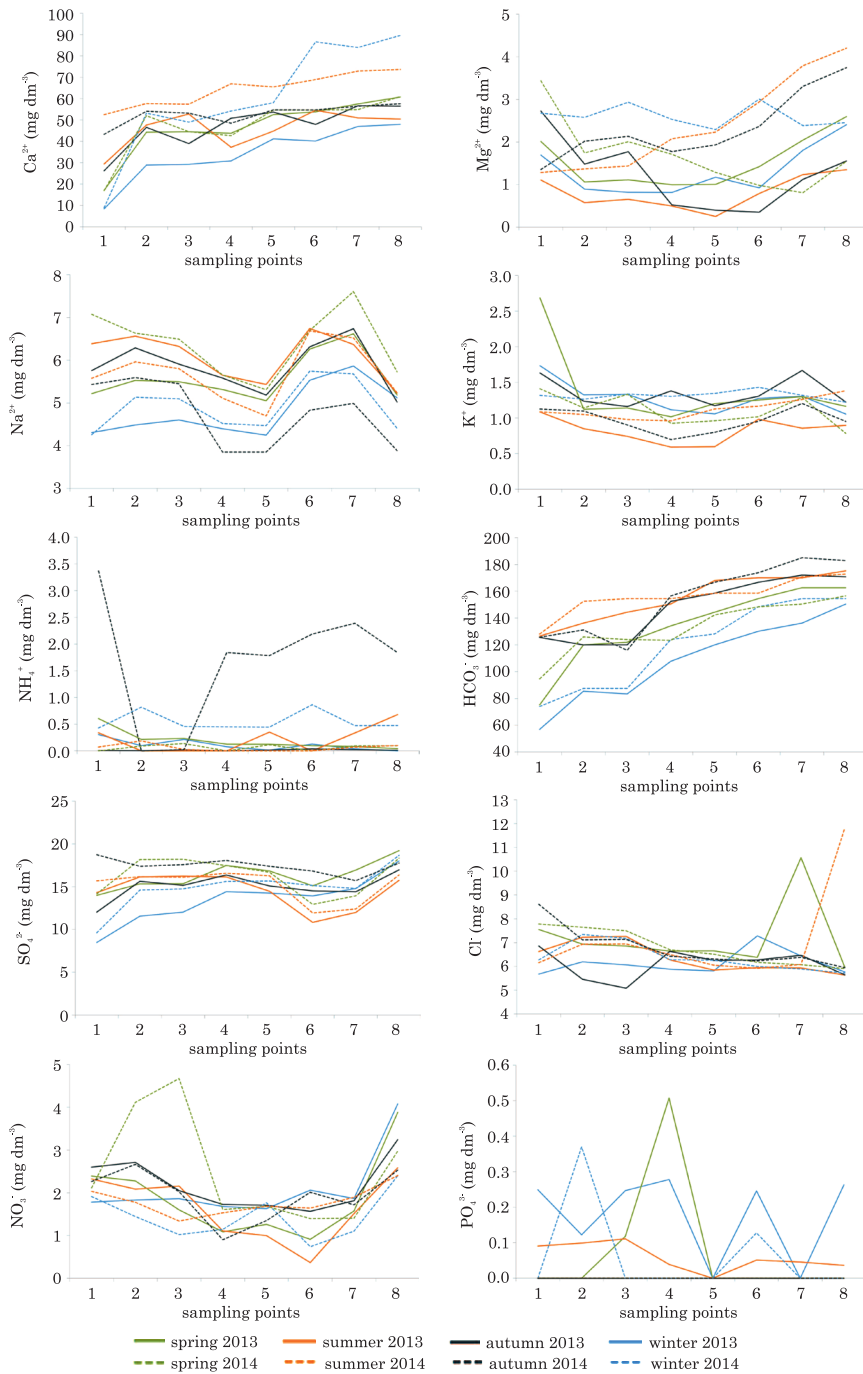 Ca²⁺ (mg dm⁻³)
100
90
80
70
60
50
40
30
20
10
0
1 2 3 4 5 6 7 8
sampling points
Mg²⁺ (mg dm⁻³)
5
4
3
2
1
0
1 2 3 4 5 6 7 8
sampling points
Na²⁺ (mg dm⁻³)
8
7
6
5
4
3
1 2 3 4 5 6 7 8
sampling points
K⁺ (mg dm⁻³)
3.0
2.5
2.0
1.5
1.0
0.5
0.0
1 2 3 4 5 6 7 8
sampling points
NH₄⁺ (mg dm⁻³)
4.0
3.5
3.0
2.5
2.0
1.5
1.0
0.5
0.0
1 2 3 4 5 6 7 8
sampling points
HCO₃⁻ (mg dm⁻³)
200
180
160
140
120
100
80
60
40
1 2 3 4 5 6 7 8
sampling points
SO₄²⁻ (mg dm⁻³)
25
20
15
10
5
0
1 2 3 4 5 6 7 8
sampling points
Cl⁻ (mg dm⁻³)
13
12
11
10
9
8
7
6
5
4
1 2 3 4 5 6 7 8
sampling points
NO₃⁻ (mg dm⁻³)
5
4
3
2
1
0
1 2 3 4 5 6 7 8
sampling points
PO₄³⁻ (mg dm⁻³)
0.6
0.5
0.4
0.3
0.2
0.1
0.0
1 2 3 4 5 6 7 8
sampling points
spring 2013 summer 2013 autumn 2013 winter 2013
spring 2014 summer 2014 autumn 2014 winter 2014